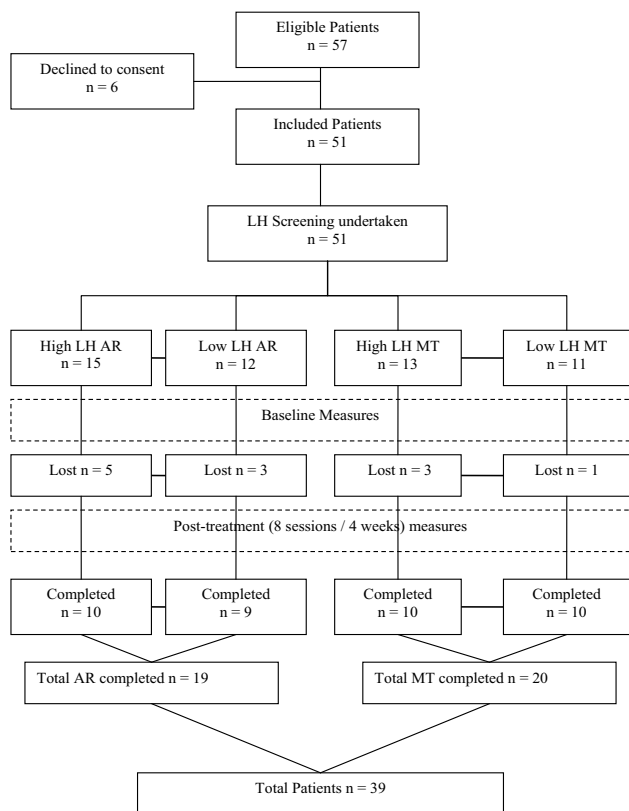 Eligible Patients
n = 57
Declined to consent
n = 6
Included Patients
n = 51
LH Screening undertaken
n = 51
High LH AR
n = 15
Low LH AR
n = 12
High LH MT
n = 13
Low LH MT
n = 11
Baseline Measures
Lost n = 5
Lost n = 3
Lost n = 3
Lost n = 1
Post-treatment (8 sessions / 4 weeks) measures
Completed
n = 10
Completed
n = 9
Completed
n = 10
Completed
n = 10
Total AR completed n = 19
Total MT completed n = 20
Total Patients n = 39